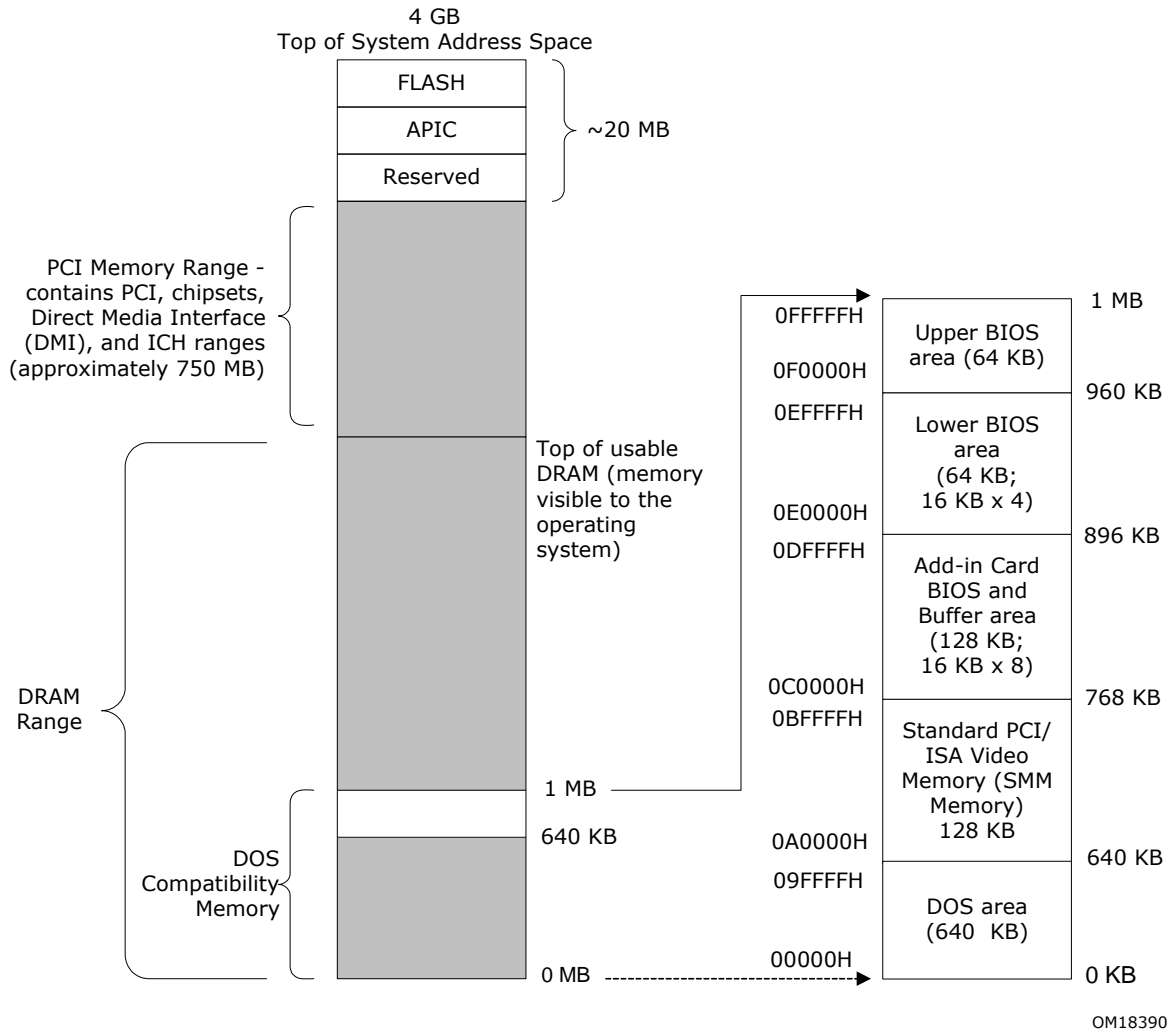 4 GB
Top of System Address Space
FLASH
APIC
Reserved
~20 MB
PCI Memory Range -
contains PCI, chipsets,
Direct Media Interface
(DMI), and ICH ranges
(approximately 750 MB)
DRAM
Range
DOS
Compatibility
Memory
Top of usable
DRAM (memory
visible to the
operating
system)
1 MB
640 KB
0 MB
0FFFFFH
0F0000H
0EFFFFH
0E0000H
0DFFFFH
0C0000H
0BFFFFH
0A0000H
09FFFFH
00000H
Upper BIOS
area (64 KB)
Lower BIOS
area
(64 KB;
16 KB x 4)
Add-in Card
BIOS and
Buffer area
(128 KB;
16 KB x 8)
Standard PCI/
ISA Video
Memory (SMM
Memory)
128 KB
DOS area
(640 KB)
1 MB
960 KB
896 KB
768 KB
640 KB
0 KB
OM18390